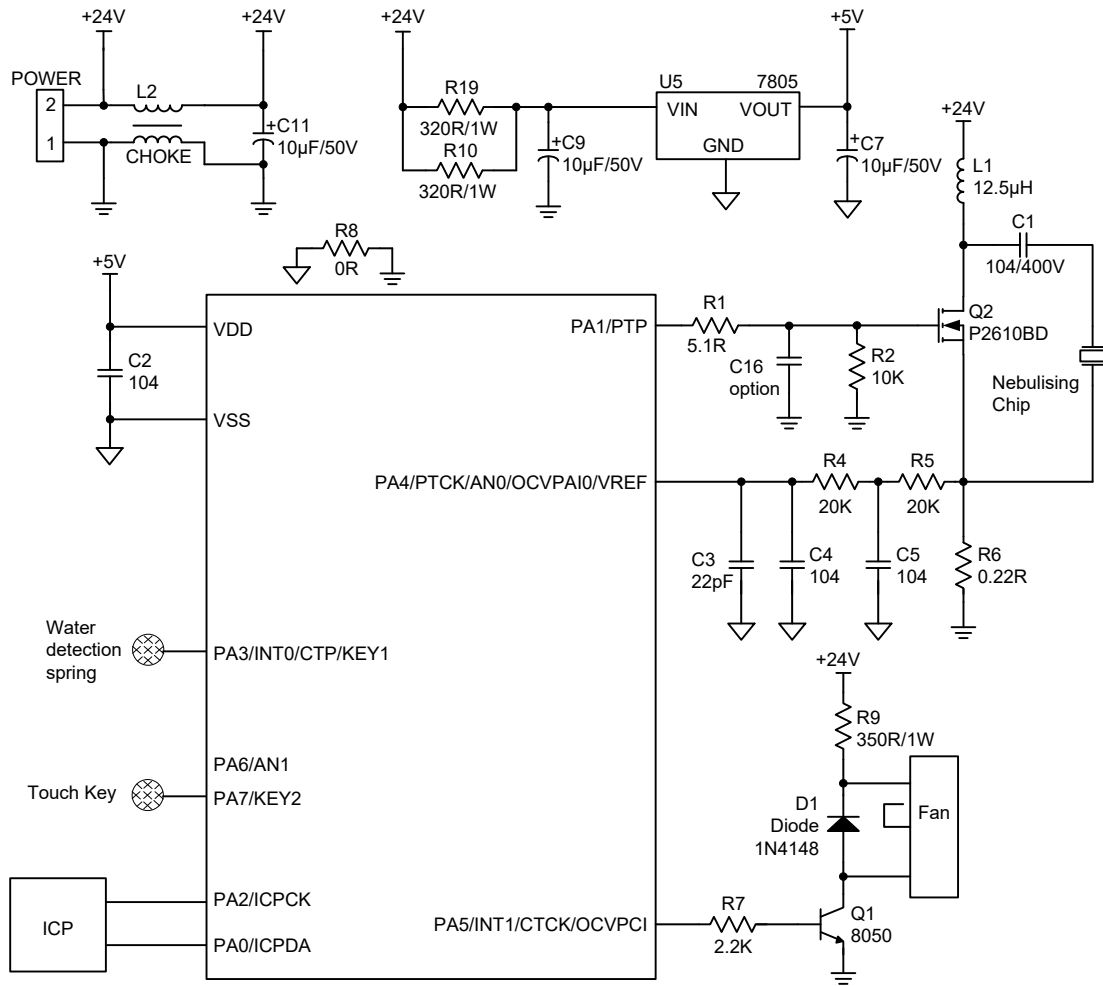 +24V
+24V
POWER
2
1
L2
CHOKE
+C11
10µF/50V
+24V
R19
320R/1W
R10
320R/1W
+C9
10µF/50V
U5
7805
VIN
VOUT
GND
+5V
+C7
10µF/50V
+24V
L1
12.5µH
C1
104/400V
R8
0R
+5V
C2
104
VDD
VSS
PA1/PTP
R1
5.1R
C16
option
R2
10K
Q2
P2610BD
Nebulising
Chip
PA4/PTCK/AN0/OCVPAI0/VREF
R4
20K
R5
20K
C3
22pF
C4
104
C5
104
R6
0.22R
Water
detection
spring
PA3/INT0/CTP/KEY1
PA6/AN1
Touch Key
PA7/KEY2
+24V
R9
350R/1W
D1
Diode
1N4148
Fan
ICP
PA2/ICPCK
PA0/ICPDA
PA5/INT1/CTCK/OCVPCI
R7
2.2K
Q1
8050